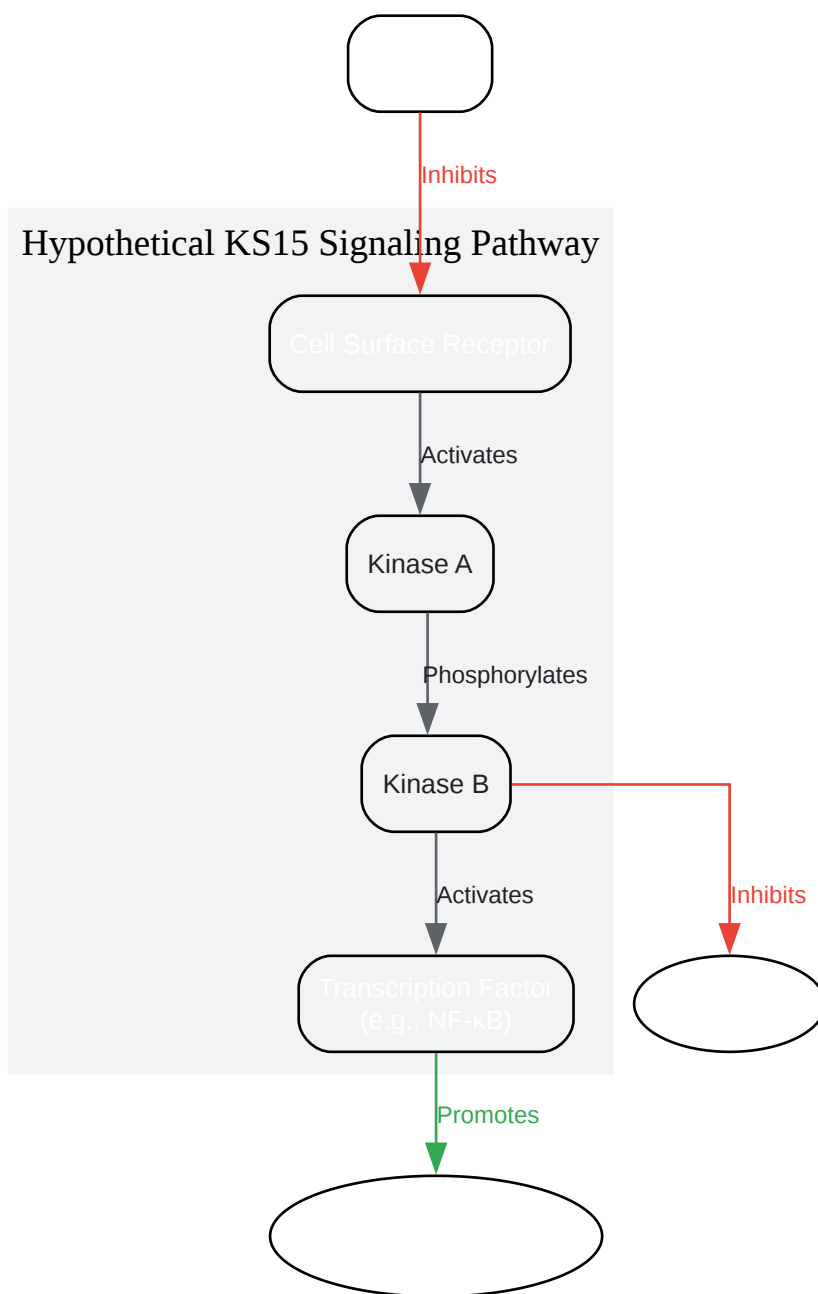 Inhibits
Hypothetical KS15 Signaling Pathway
Cell Surface Receptor
Activates
Kinase A
Phosphorylates
Kinase B
Activates
Inhibits
Transcription Factor
(e.g., NF-κB)
Promotes